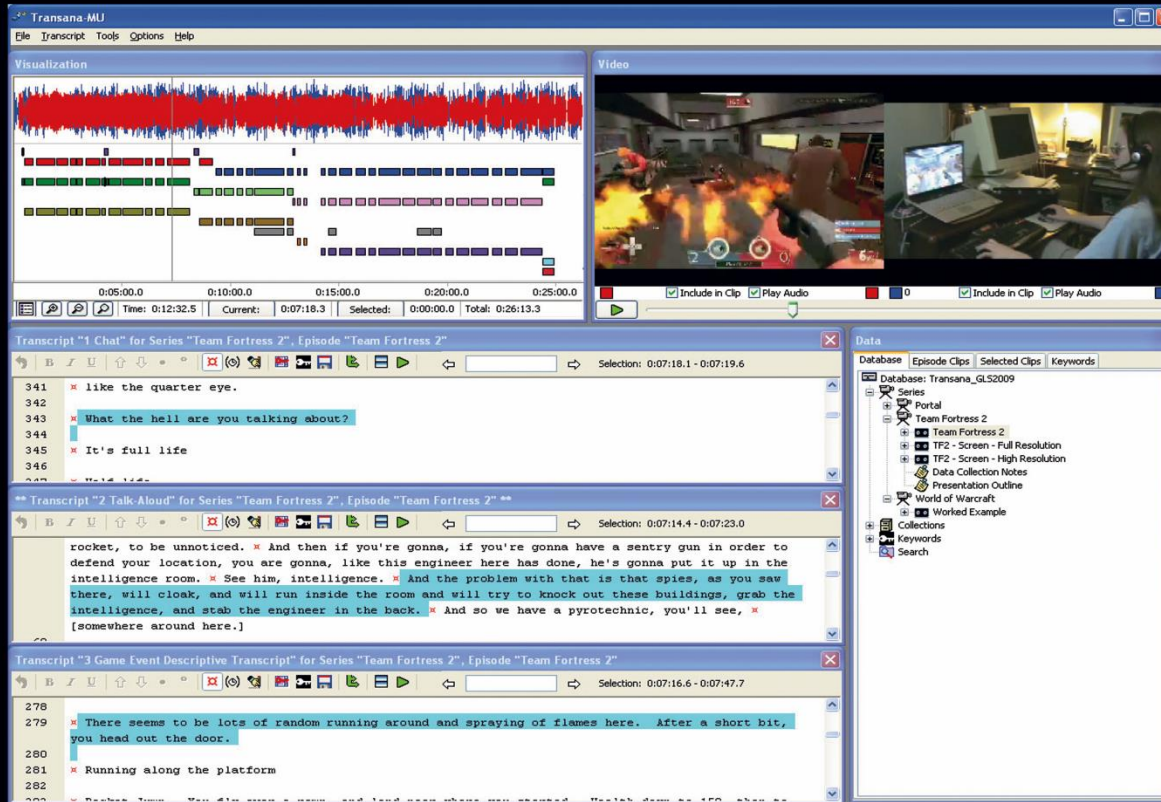 Transana-MU
File Transcript Tools Options Help
Visualization
0:05:00.0 0:10:00.0 0:15:00.0 0:20:00.0 0:25:00.0
Time: 0:12:32.5 Current: 0:07:18.3 Selected: 0:00:00.0 Total: 0:26:13.3
Video
Include in Clip Play Audio 0 Include in Clip Play Audio
Transcript "1 Chat" for Series "Team Fortress 2", Episode "Team Fortress 2"
B I U Selection: 0:07:18.1 - 0:07:19.6
341 ¤ like the quarter eye.
342
343 ¤ What the hell are you talking about?
344
345 ¤ It's full life
346
** Transcript "2 Talk-Aloud" for Series "Team Fortress 2", Episode "Team Fortress 2" **
B I U Selection: 0:07:14.4 - 0:07:23.0
rocket, to be unnoticed. ¤ And then if you're gonna, if you're gonna have a sentry gun in order to
defend your location, you are gonna, like this engineer here has done, he's gonna put it up in the
intelligence room. ¤ See him, intelligence. ¤ And the problem with that is that spies, as you saw
there, will cloak, and will run inside the room and will try to knock out these buildings, grab the
intelligence, and stab the engineer in the back. ¤ And so we have a pyrotechnic, you'll see, ¤
[somewhere around here.]
Transcript "3 Game Event Descriptive Transcript" for Series "Team Fortress 2", Episode "Team Fortress 2"
B I U Selection: 0:07:16.6 - 0:07:47.7
278
279 ¤ There seems to be lots of random running around and spraying of flames here. After a short bit,
you head out the door.
280
281 ¤ Running along the platform
282
Data
Database Episode Clips Selected Clips Keywords
Database: Transana_GLS2009
Series
Portal
Team Fortress 2
Team Fortress 2
TF2 - Screen - Full Resolution
TF2 - Screen - High Resolution
Data Collection Notes
Presentation Outline
World of Warcraft
Worked Example
Collections
Keywords
Search